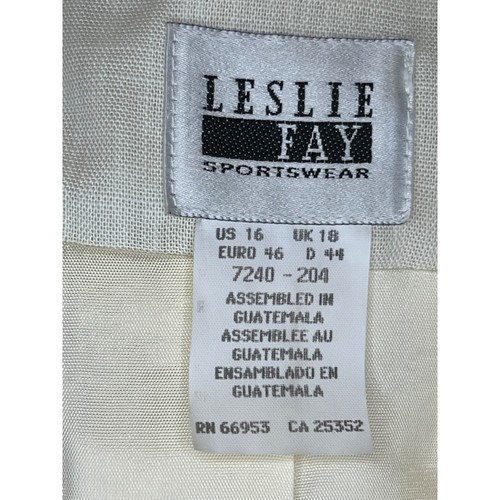 LESLIE
FAY
SPORTSWEAR
US 16 UK 18
EURO 46 D 44
7240 - 204
ASSEMBLED IN
GUATEMALA
ASSEMBLEE AU
GUATEMALA
ENSAMBLADO EN
GUATEMALA
RN 66953 CA 25352